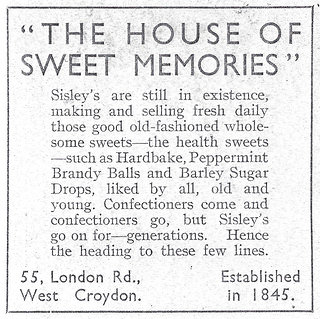 "THE HOUSE OF
SWEET MEMORIES"
Sisley's are still in existence,
making and selling fresh daily
those good old-fashioned whole-
some sweets—the health sweets
—such as Hardbake, Peppermint
Brandy Balls and Barley Sugar
Drops, liked by all, old and
young. Confectioners come and
confectioners go, but Sisley's
go on for—generations. Hence
the heading to these few lines.
55, London Rd., Established
West Croydon. in 1845.